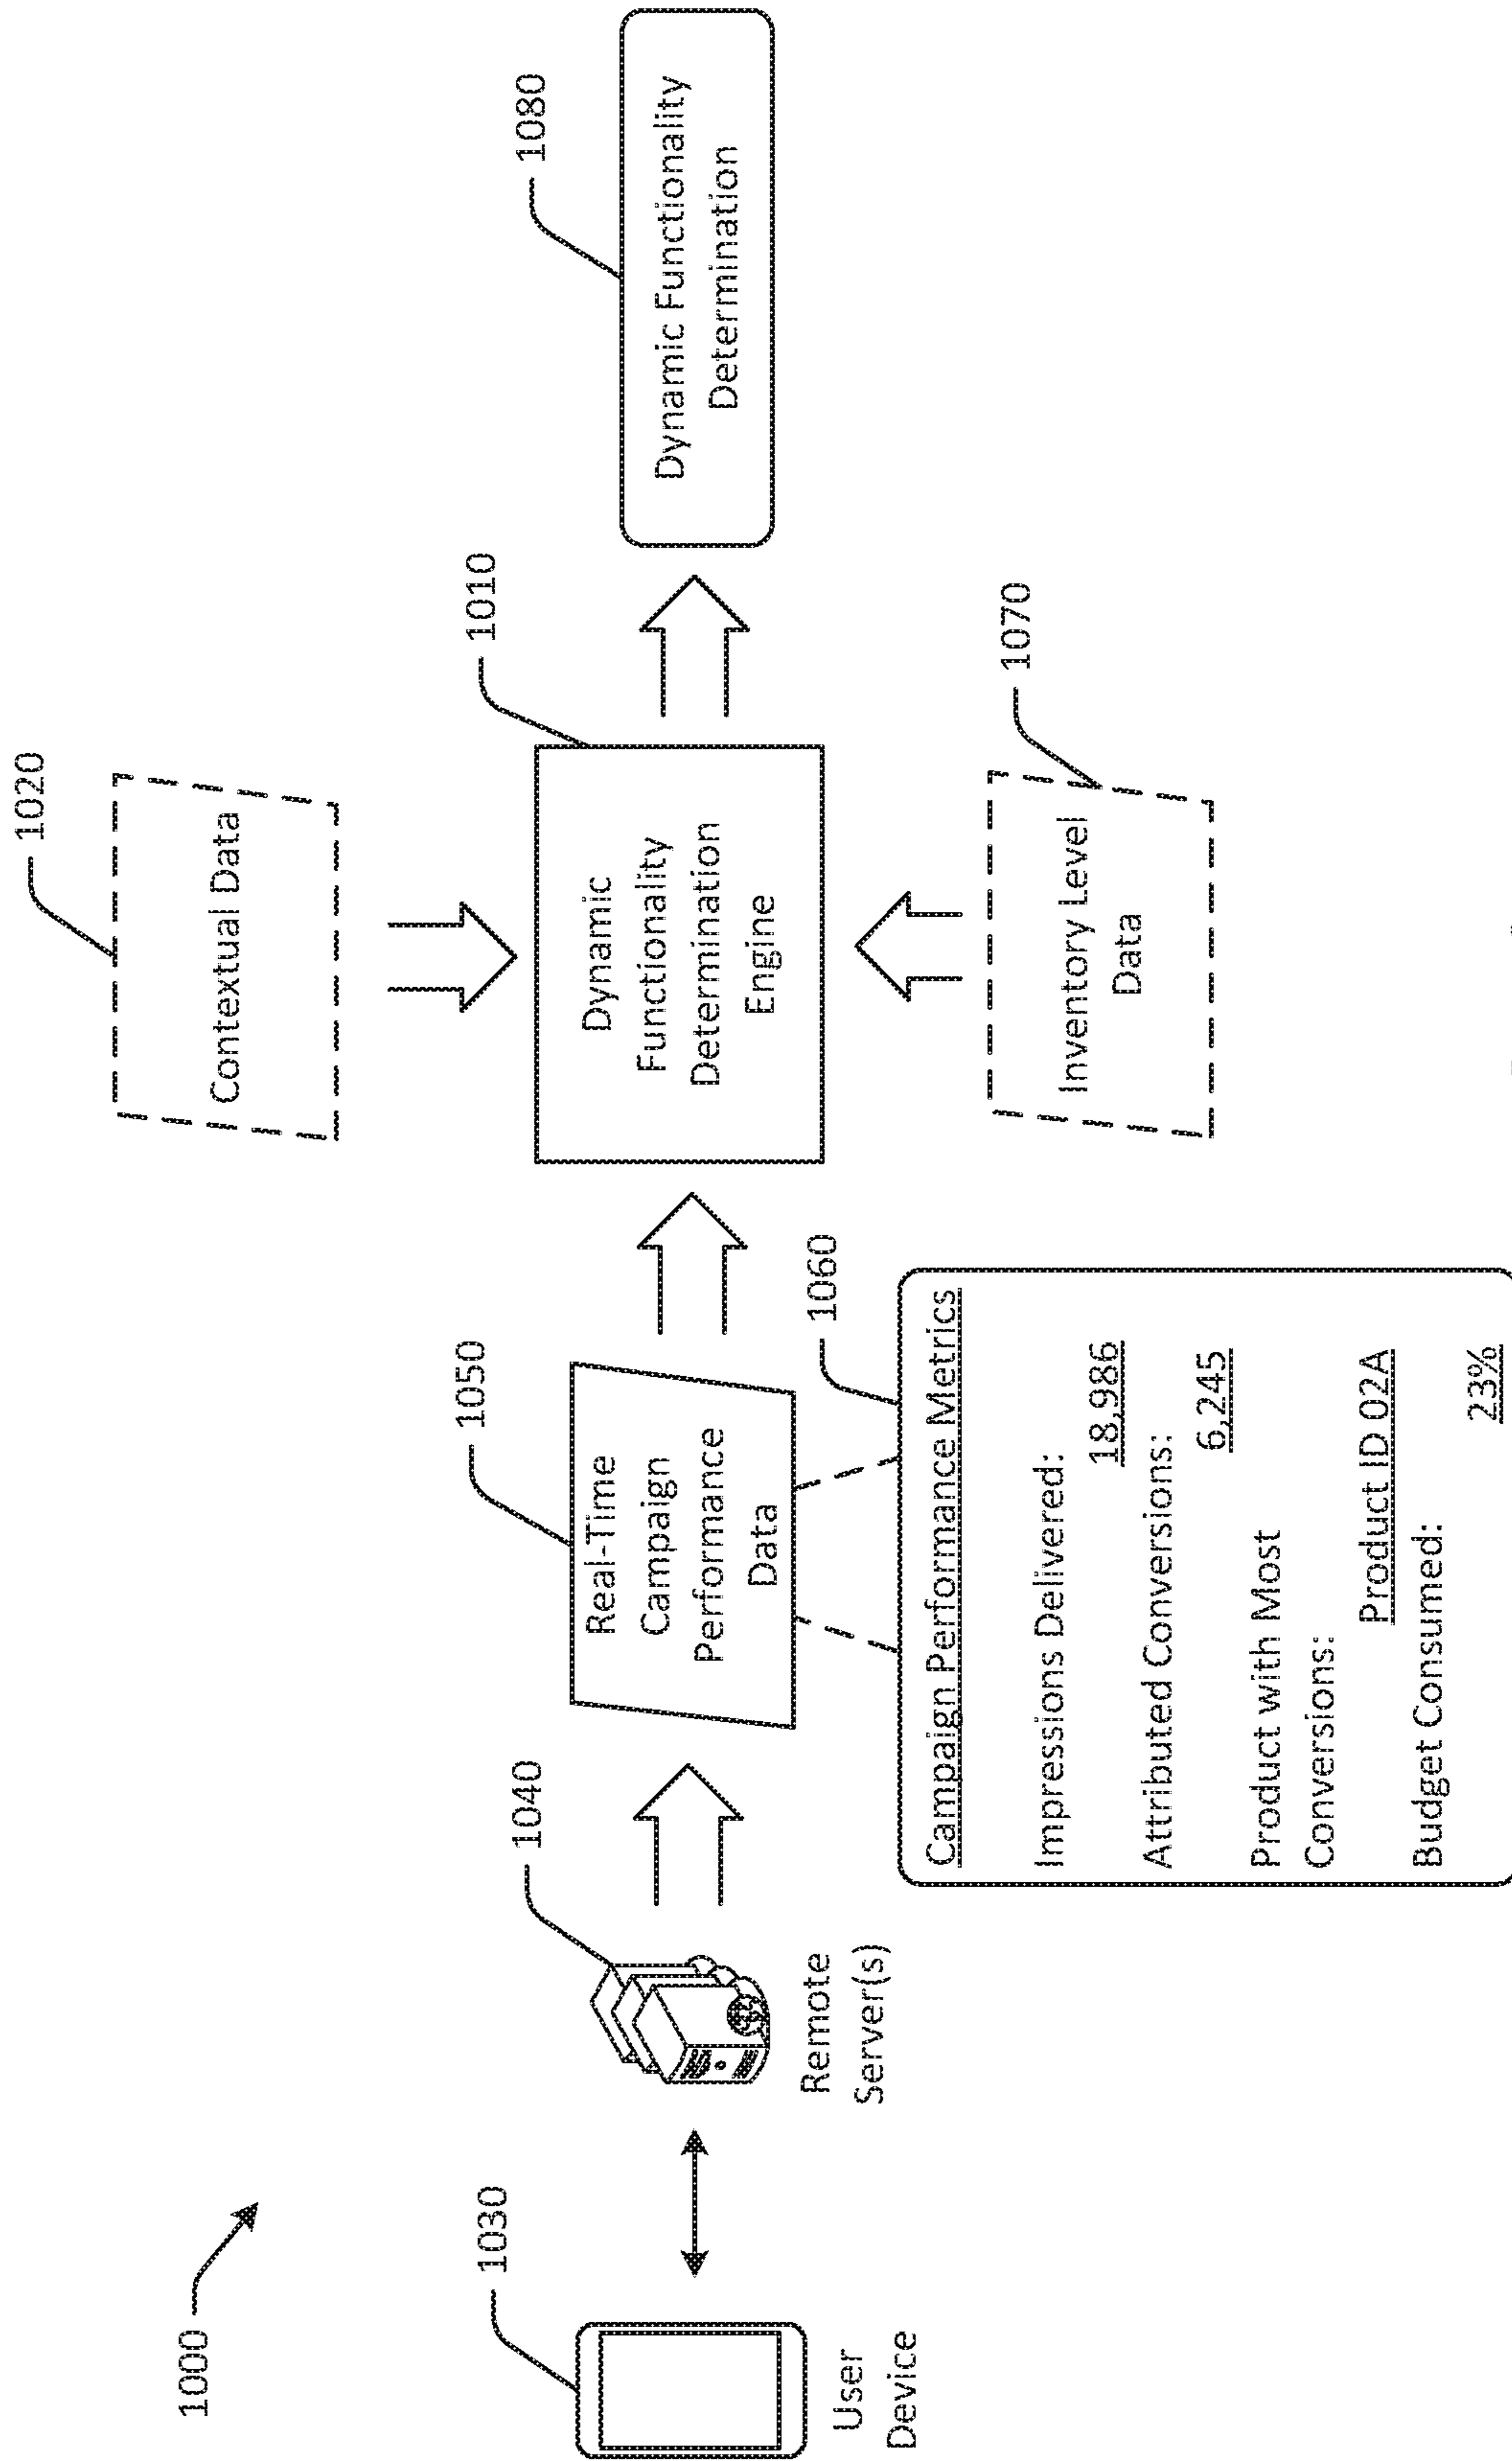 1000
1030
User
Device
1040
Remote
Server(s)
1050
Real-Time
Campaign
Performance
Data
1060
Campaign Performance Metrics
Impressions Delivered:
18,986
Attributed Conversions:
6,245
Product with Most
Conversions:
Product ID 02A
Budget Consumed:
23%
1020
Contextual Data
1010
Dynamic
Functionality
Determination
Engine
1070
Inventory Level
Data
1080
Dynamic Functionality
Determination